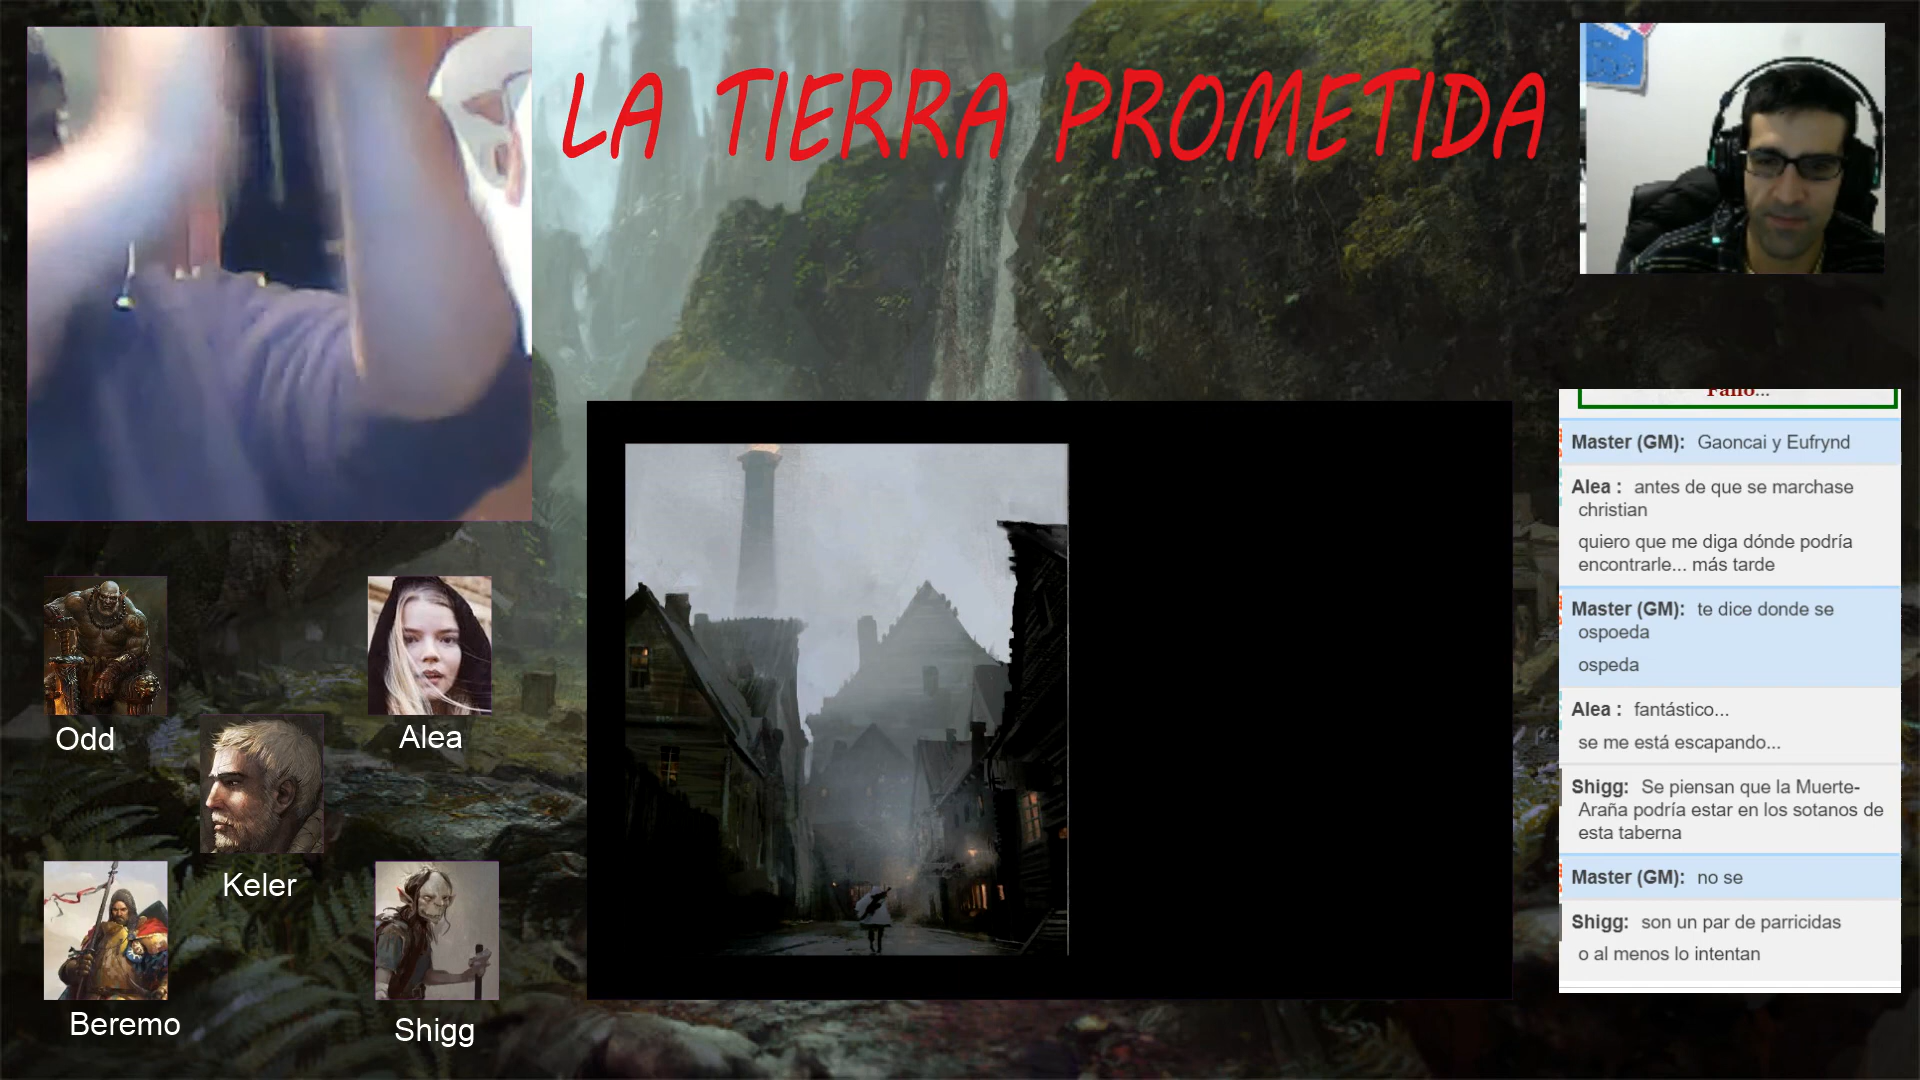 LA TIERRA PROMETIDA
Fallo...
Master (GM): Gaoncai y Eufrynd
Alea : antes de que se marchase
christian
quiero que me diga dónde podría
encontrarle... más tarde
Master (GM): te dice donde se
ospoeda
ospeda
Alea : fantástico...
se me está escapando...
Shigg: Se piensan que la Muerte-
Araña podría estar en los sotanos de
esta taberna
Master (GM): no se
Shigg: son un par de parricidas
o al menos lo intentan
Odd
Alea
Keler
Beremo
Shigg